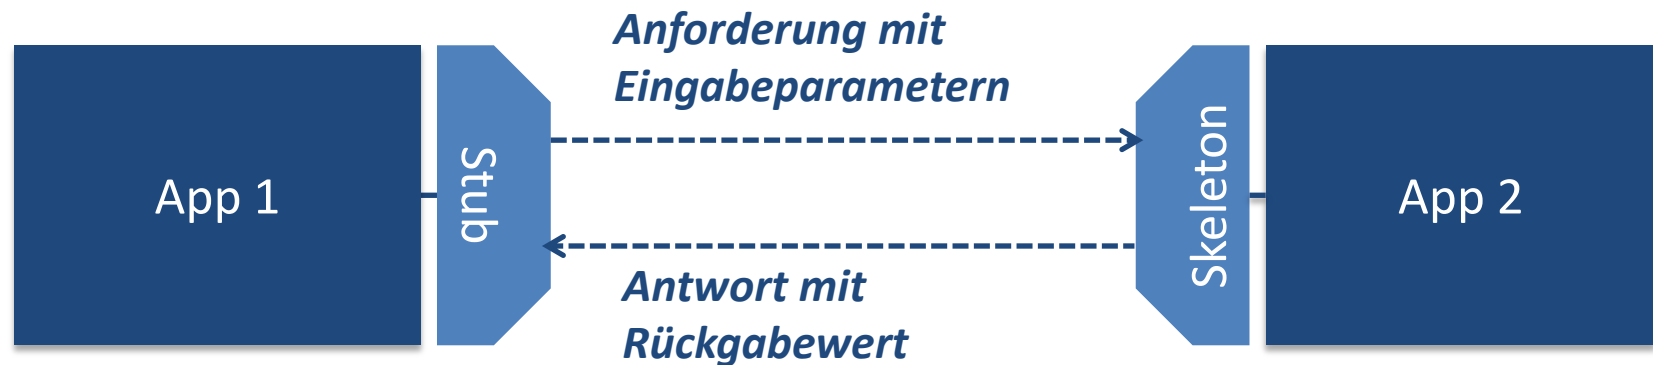 Anforderung mit
Eingabeparametern
App 1
Stub
Skeleton
App 2
Antwort mit
Rückgabewert